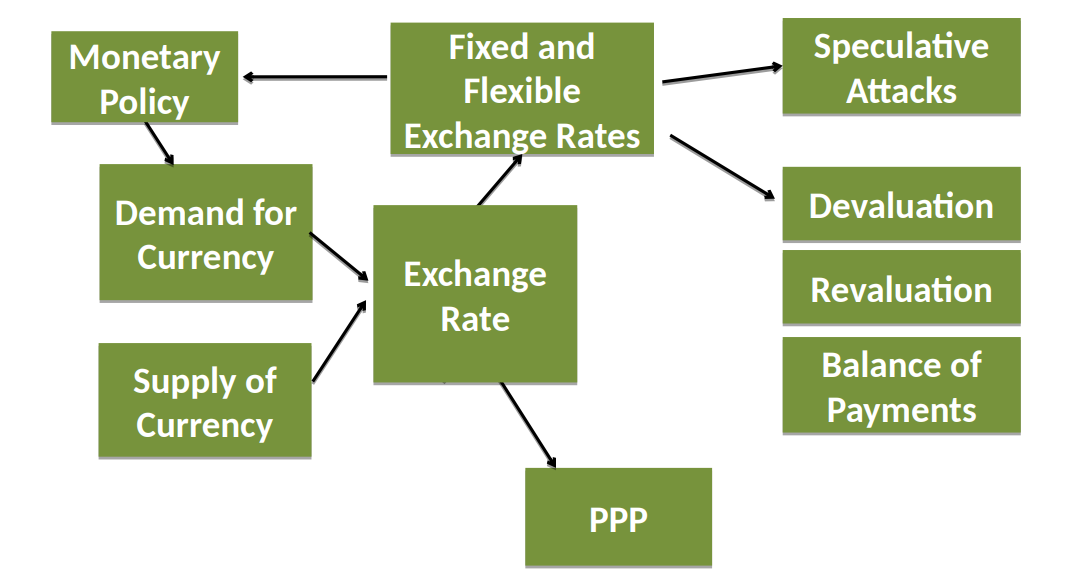 Monetary
Policy
Fixed and
Flexible
Exchange Rates
Speculative
Attacks
Demand for
Currency
Exchange
Rate
Devaluation
Revaluation
Supply of
Currency
Balance of
Payments
PPP